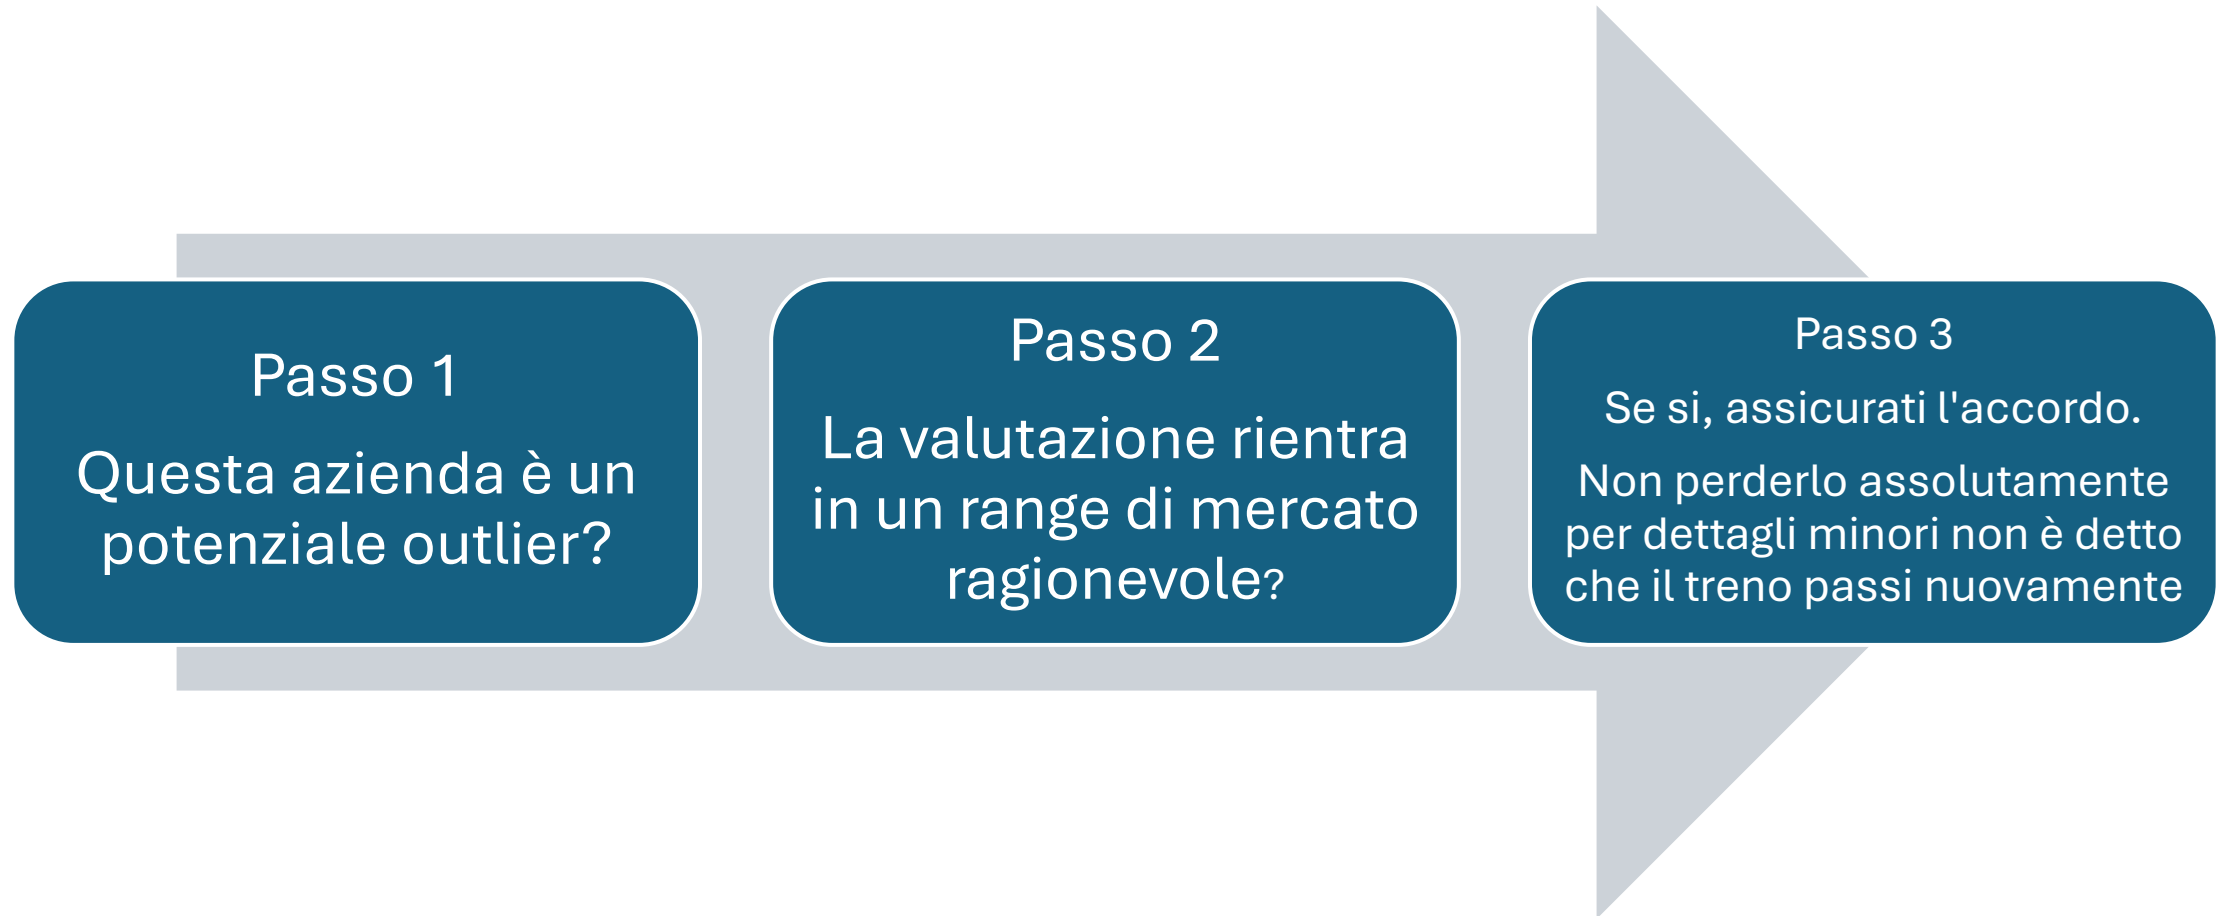 Passo 1
Questa azienda è un
potenziale outlier?
Passo 2
La valutazione rientra
in un range di mercato
ragionevole?
Passo 3
Se si, assicurati l'accordo.
Non perderlo assolutamente
per dettagli minori non è detto
che il treno passi nuovamente